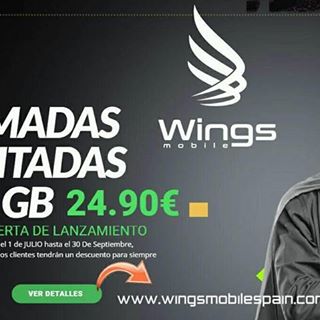 MADAS
ITADAS
GB 24.90€
ERTA DE LANZAMIENTO
el 1 de JULIO hasta el 30 De Septiembre,
os clientes tendrán un descuento para siempre
VER DETALLES
Wings
mobile
www.wingsmobilespain.com